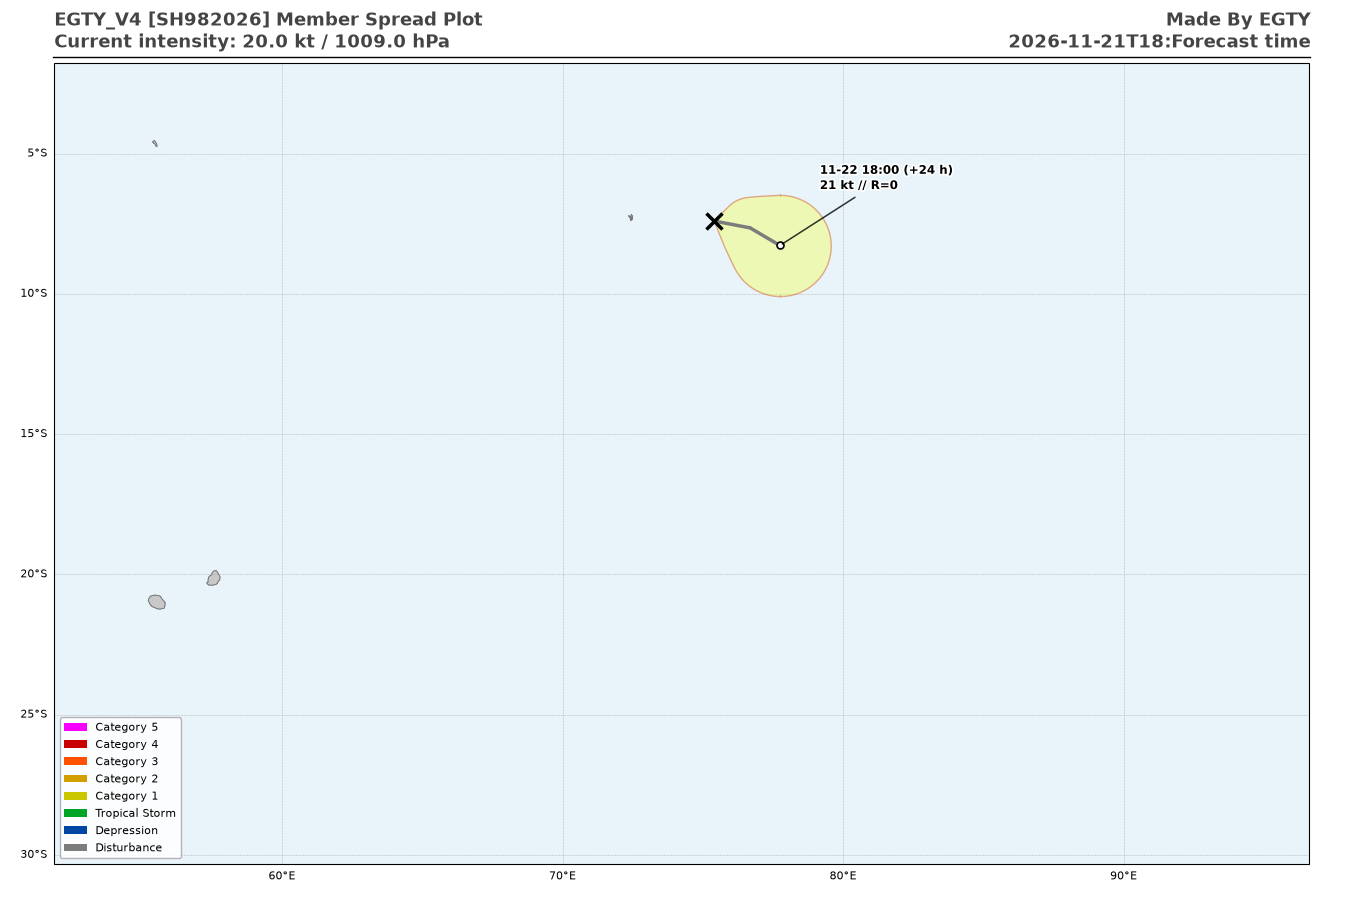 EGTY_V4 [SH982026] Member Spread Plot
Current intensity: 20.0 kt / 1009.0 hPa
Made By EGTY
2026-11-21T18:Forecast time
5°S
10°S
15°S
20°S
25°S
30°S
11-22 18:00 (+24 h)
21 kt // R=0
Category 5
Category 4
Category 3
Category 2
Category 1
Tropical Storm
Depression
Disturbance
60°E
70°E
80°E
90°E